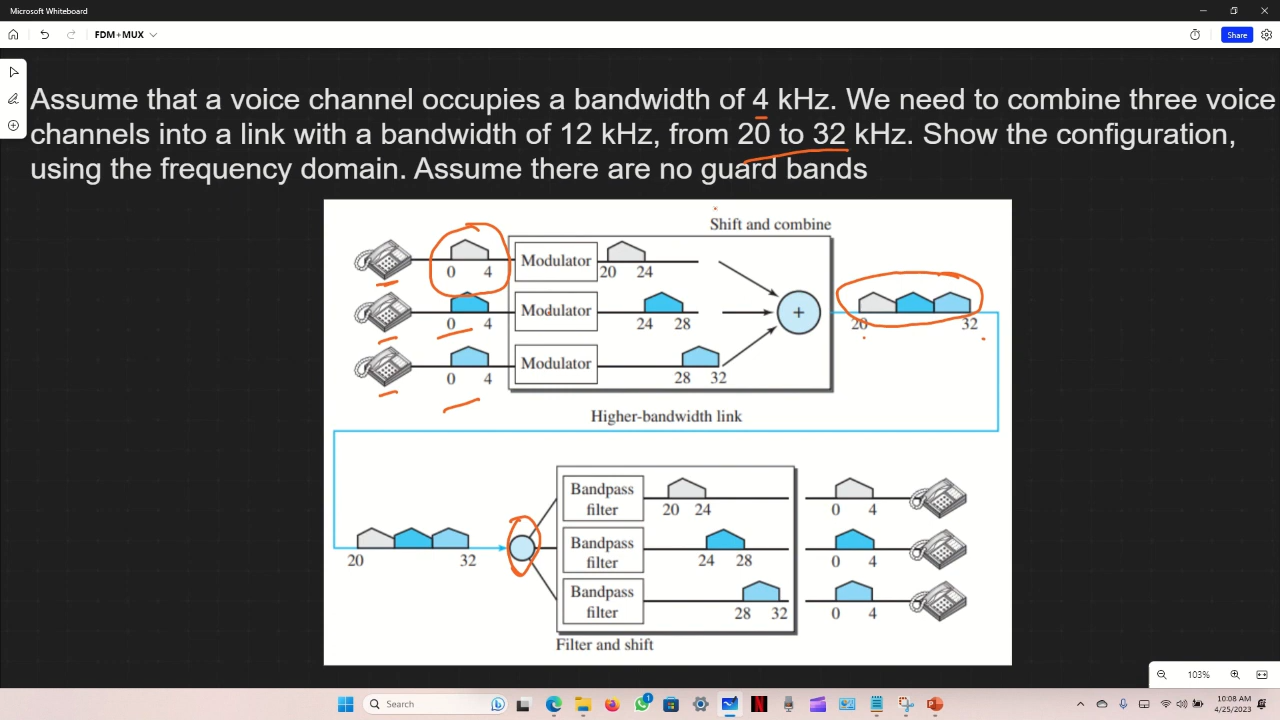 Microsoft Whiteboard
FDM+MUX
Share
Assume that a voice channel occupies a bandwidth of 4 kHz. We need to combine three voice
channels into a link with a bandwidth of 12 kHz, from 20 to 32 kHz. Show the configuration,
using the frequency domain. Assume there are no guard bands
Shift and combine
0 4 Modulator 20 24
0 4 Modulator 24 28
+
20 32
0 4 Modulator 28 32
Higher-bandwidth link
Bandpass
filter
20 24
0 4
20 32
Bandpass
filter
24 28
0 4
Bandpass
filter
28 32
0 4
Filter and shift
103%
Search
1
10:08 AM
4/25/2023